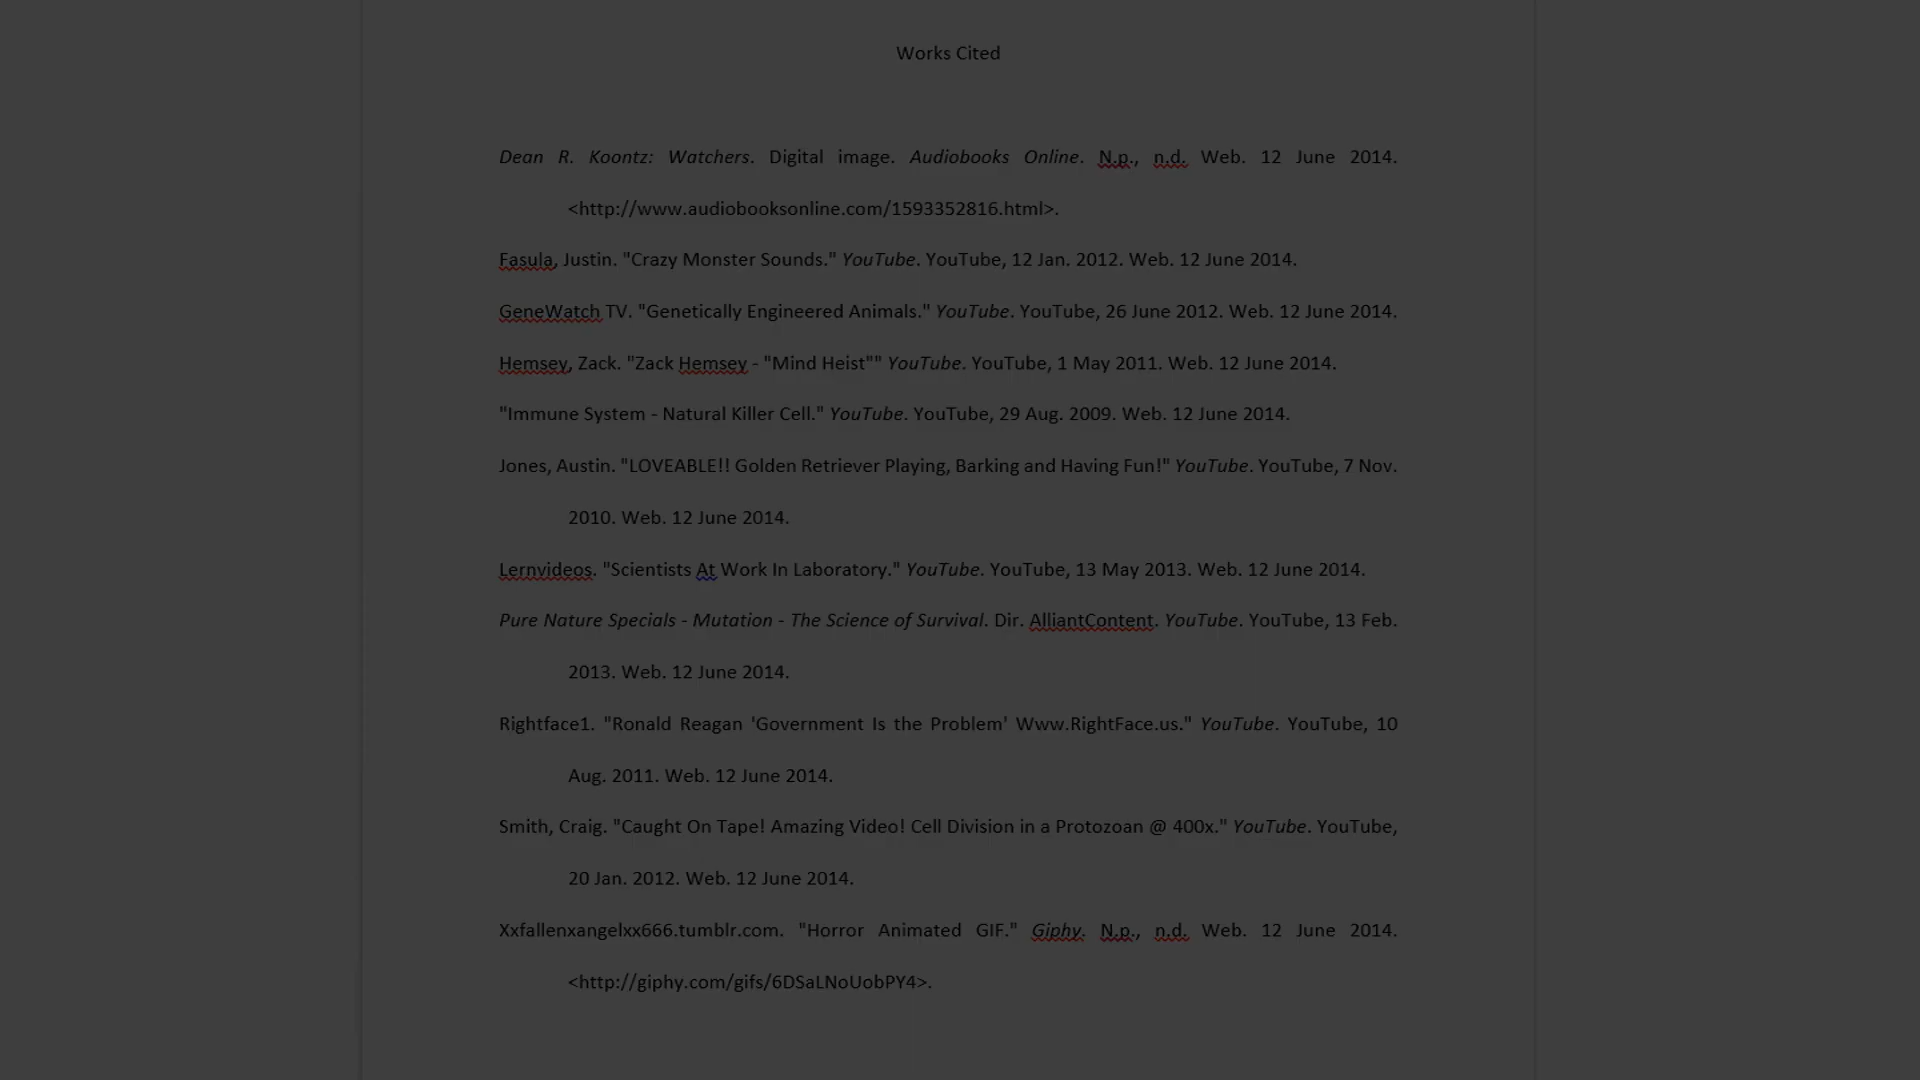 Works Cited
Dean R. Koontz: Watchers. Digital image. Audiobooks Online. N.p., n.d. Web. 12 June 2014.
<http://www.audiobooksonline.com/1593352816.html>.
Fasula, Justin. "Crazy Monster Sounds." YouTube. YouTube, 12 Jan. 2012. Web. 12 June 2014.
GeneWatch TV. "Genetically Engineered Animals." YouTube. YouTube, 26 June 2012. Web. 12 June 2014.
Hemsey, Zack. "Zack Hemsey - "Mind Heist"" YouTube. YouTube, 1 May 2011. Web. 12 June 2014.
"Immune System - Natural Killer Cell." YouTube. YouTube, 29 Aug. 2009. Web. 12 June 2014.
Jones, Austin. "LOVEABLE!! Golden Retriever Playing, Barking and Having Fun!" YouTube. YouTube, 7 Nov.
2010. Web. 12 June 2014.
Lernvideos. "Scientists At Work In Laboratory." YouTube. YouTube, 13 May 2013. Web. 12 June 2014.
Pure Nature Specials - Mutation - The Science of Survival. Dir. AlliantContent. YouTube. YouTube, 13 Feb.
2013. Web. 12 June 2014.
Rightface1. "Ronald Reagan 'Government Is the Problem' Www.RightFace.us." YouTube. YouTube, 10
Aug. 2011. Web. 12 June 2014.
Smith, Craig. "Caught On Tape! Amazing Video! Cell Division in a Protozoan @ 400x." YouTube. YouTube,
20 Jan. 2012. Web. 12 June 2014.
Xxfallenxangelxx666.tumblr.com. "Horror Animated GIF." Giphy. N.p., n.d. Web. 12 June 2014.
<http://giphy.com/gifs/6DSaLNoUobPY4>.